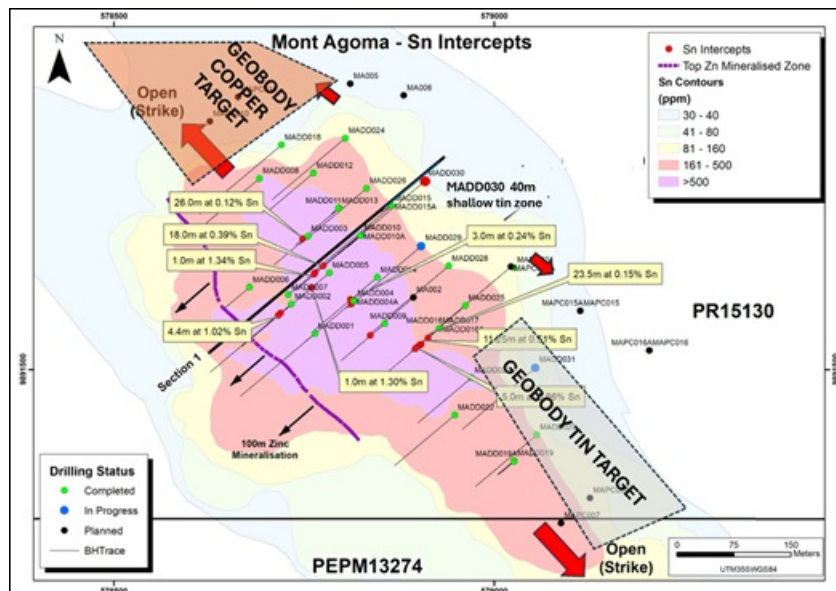 578500
579000
Mont Agoma - Sn Intercepts
N
GEOBODY
COPPER
TARGET
Open
(Strike)
MA005
MA006
Sn Intercepts
Top Zn Mineralised Zone
Sn Contours
(ppm)
30 - 40
41 - 80
81 - 160
161 - 500
>500
MADD018
MADD024
MADD008
MADD012
MADD030
MADD026
MADD030 40m
shallow tin zone
26.0m at 0.12% Sn
MADD011
MADD013
MADD015
MADD015A
18.0m at 0.39% Sn
MADD003
MADD010
MADD010A
MADD029
3.0m at 0.24% Sn
1.0m at 1.34% Sn
MADD005
MADD028
23.5m at 0.15% Sn
MADD006
MADD007
MADD002
MADD004
MADD004A
MA002
MADD025
MAPC015A
MAPC015
PR15130
4.4m at 1.02% Sn
MADD001
MADD009
MADD016
MADD017
MAPC016A
MAPC016
Section 1
1.0m at 1.30% Sn
MADD031
GEOBODY TIN TARGET
9891500
9891500
100m Zinc
Mineralisation
MADD022
MADD019
Drilling Status
Completed
In Progress
Planned
BHTrace
MAPC007
Open
(Strike)
PEPM13274
0
75
150
Meters
UTM35SWGS84
578500
579000